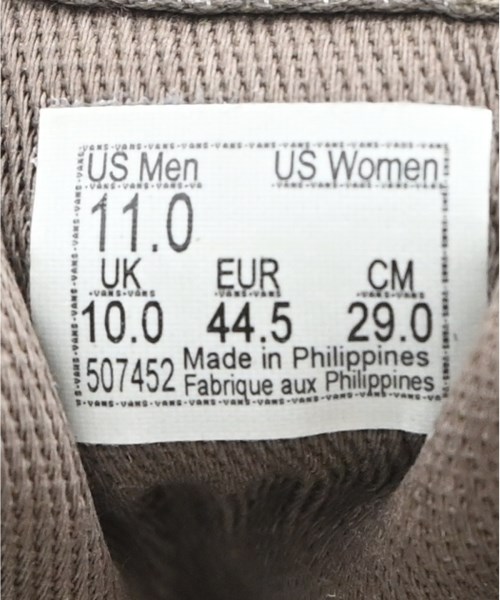 US Men US Women
11.0
UK EUR CM
10.0 44.5 29.0
507452 Made in Philippines
Fabrique aux Philippines